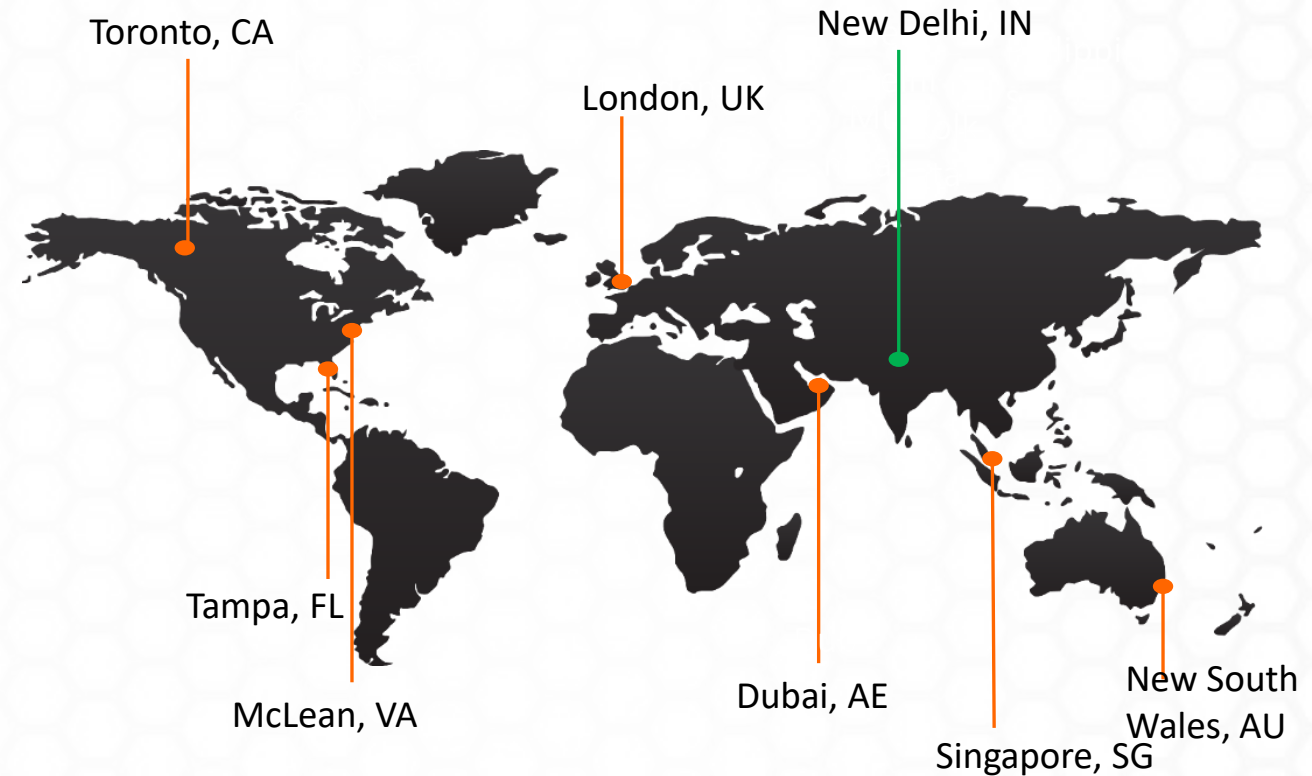 Toronto, CA
New Delhi, IN
London, UK
Tampa, FL
McLean, VA
Dubai, AE
New South
Wales, AU
Singapore, SG